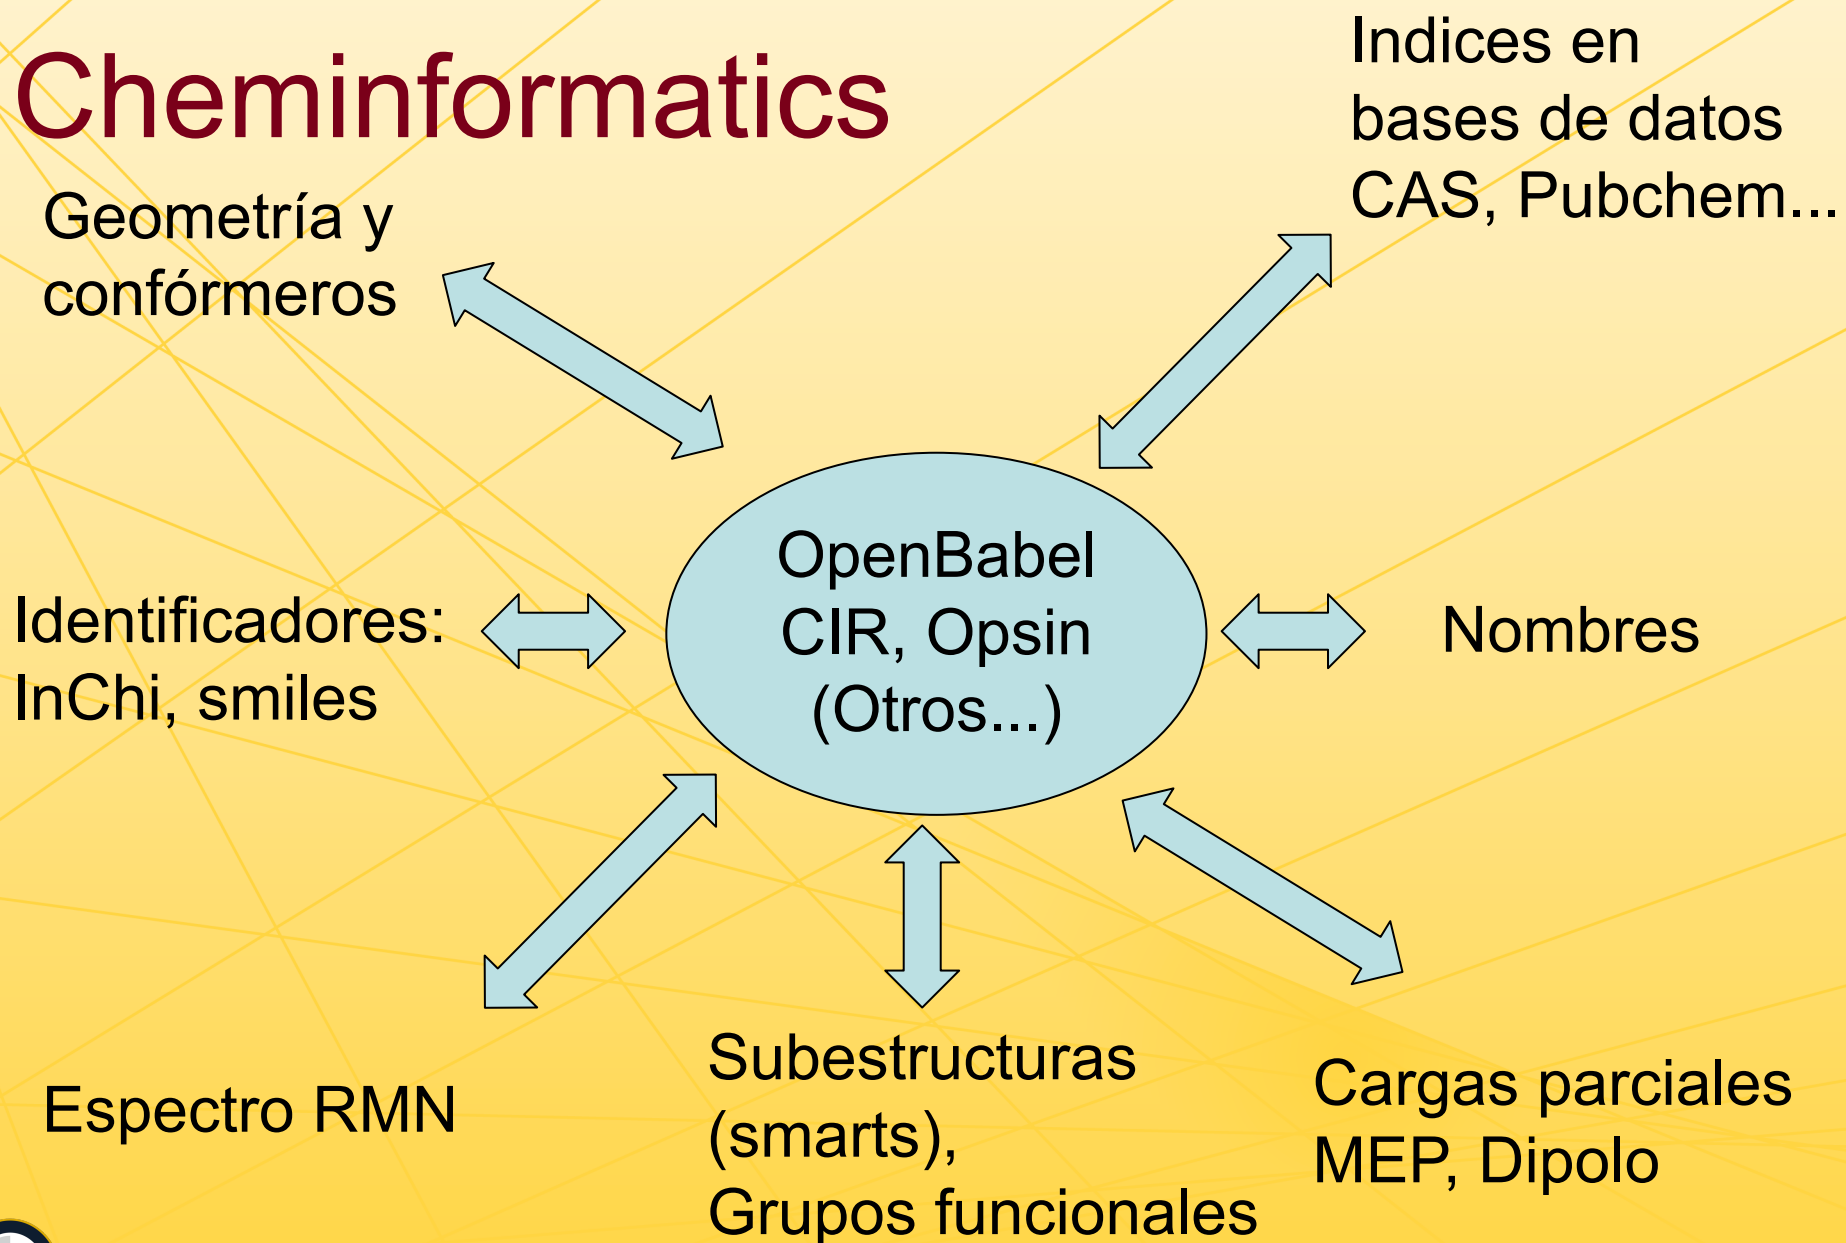 Cheminformatics
Indices en
bases de datos
CAS, Pubchem...
Geometría y
confórmeros
OpenBabel
CIR, Opsin
(Otros...)
Identificadores:
InChi, smiles
Nombres
Espectro RMN
Subestructuras
(smarts),
Grupos funcionales
Cargas parciales
MEP, Dipolo